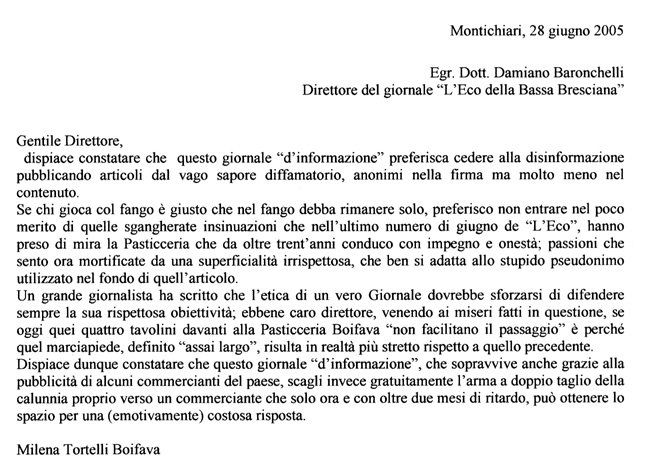 Montichiari, 28 giugno 2005
Egr. Dott. Damiano Baronchelli
Direttore del giornale “L’Eco della Bassa Bresciana”
Gentile Direttore,
dispiace constatare che questo giornale “d’informazione” preferisca cedere alla disinformazione
pubblicando articoli dal vago sapore diffamatorio, anonimi nella firma ma molto meno nel
contenuto.
Se chi gioca col fango è giusto che nel fango debba rimanere solo, preferisco non entrare nel poco
merito di quelle sgangherate insinuazioni che nell’ultimo numero di giugno de “L’Eco”, hanno
preso di mira la Pasticceria che da oltre trent’anni conduco con impegno e onestà; passioni che
sento ora mortificate da una superficialità irrispettosa, che ben si adatta allo stupido pseudonimo
utilizzato nel fondo di quell’articolo.
Un grande giornalista ha scritto che l’etica di un vero Giornale dovrebbe sforzarsi di difendere
sempre la sua rispettosa obiettività; ebbene caro direttore, venendo ai miseri fatti in questione, se
oggi quei quattro tavolini davanti alla Pasticceria Boifava “non facilitano il passaggio” è perché
quel marciapiede, definito “assai largo”, risulta in realtà più stretto rispetto a quello precedente.
Dispiace dunque constatare che questo giornale “d’informazione”, che sopravvive anche grazie alla
pubblicità di alcuni commercianti del paese, scagli invece gratuitamente l’arma a doppio taglio della
calunnia proprio verso un commerciante che solo ora e con oltre due mesi di ritardo, può ottenere lo
spazio per una (emotivamente) costosa risposta.
Milena Tortelli Boifava